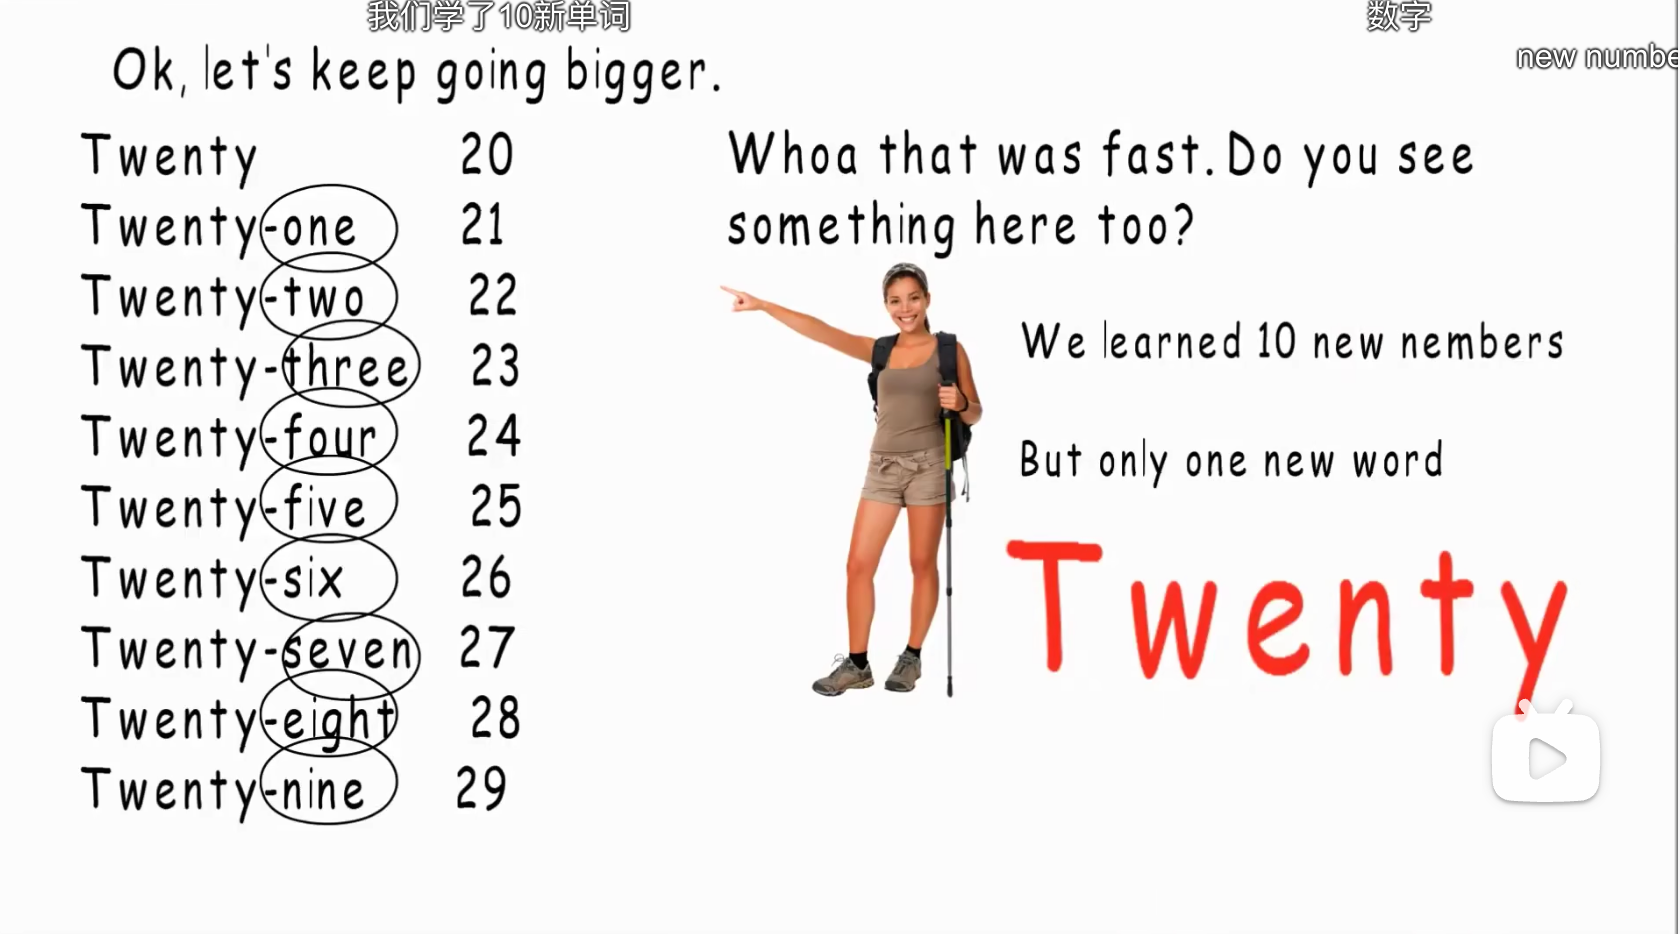 我们学了10新单词
数字
new numbe
Ok, let's keep going bigger.
Twenty 20
Twenty-one 21
Twenty-two 22
Twenty-three 23
Twenty-four 24
Twenty-five 25
Twenty-six 26
Twenty-seven 27
Twenty-eight 28
Twenty-nine 29
Whoa that was fast. Do you see
something here too?
We learned 10 new nembers
But only one new word
Twenty